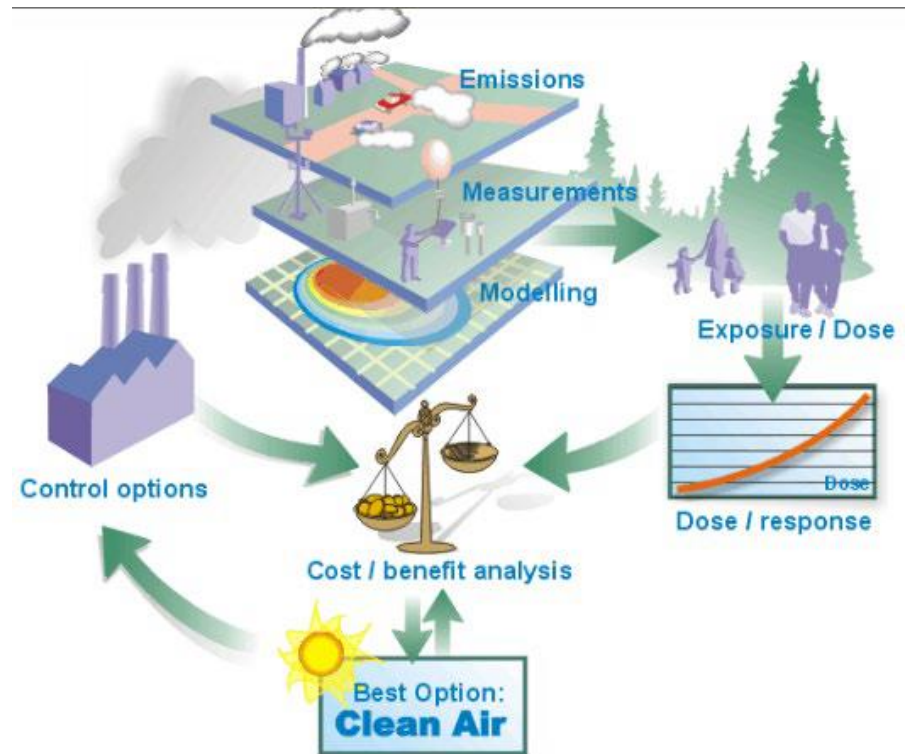 Emissions
Measurements
Modelling
Exposure / Dose
Dose
Control options
Dose / response
Cost / benefit analysis
Best Option:
Clean Air